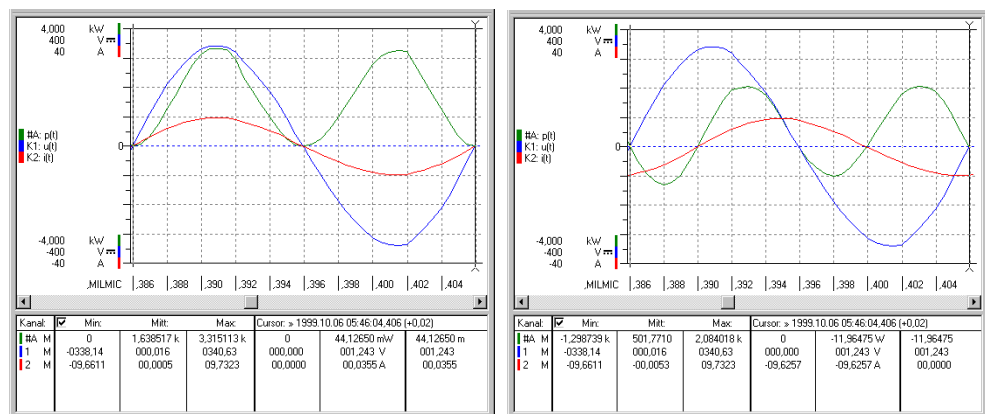 4,000 kW
400 V
40 A
#A: p(t)
K1: u(t)
K2: i(t)
0
-4,000 kW
-400 V
-40 A
,MILMIC ,386 ,388 ,390 ,392 ,394 ,396 ,398 ,400 ,402 ,404
Kanal: Min: Mitt: Max: Cursor: » 1999.10.06 05:46:04,406 (+0,02)
#A M 0 1,638517 k 3,315113 k 0 44,12650 mW 44,12650 m
1 M -0338,14 000,016 0340,63 000,000 001,243 V 001,243
2 M -09,6611 00,0005 09,7323 00,0000 00,0355 A 00,0355
4,000 kW
400 V
40 A
#A: p(t)
K1: u(t)
K2: i(t)
0
-4,000 kW
-400 V
-40 A
,MILMIC ,386 ,388 ,390 ,392 ,394 ,396 ,398 ,400 ,402 ,404
Kanal: Min: Mitt: Max: Cursor: » 1999.10.06 05:46:04,406 (+0,02)
#A M -1,298739 k 501,7710 2,084018 k 0 -11,96475 W -11,96475
1 M -0338,14 000,016 0340,63 000,000 001,243 V 001,243
2 M -09,6611 -00,0053 09,7323 -09,6257 -09,6257 A 00,0000